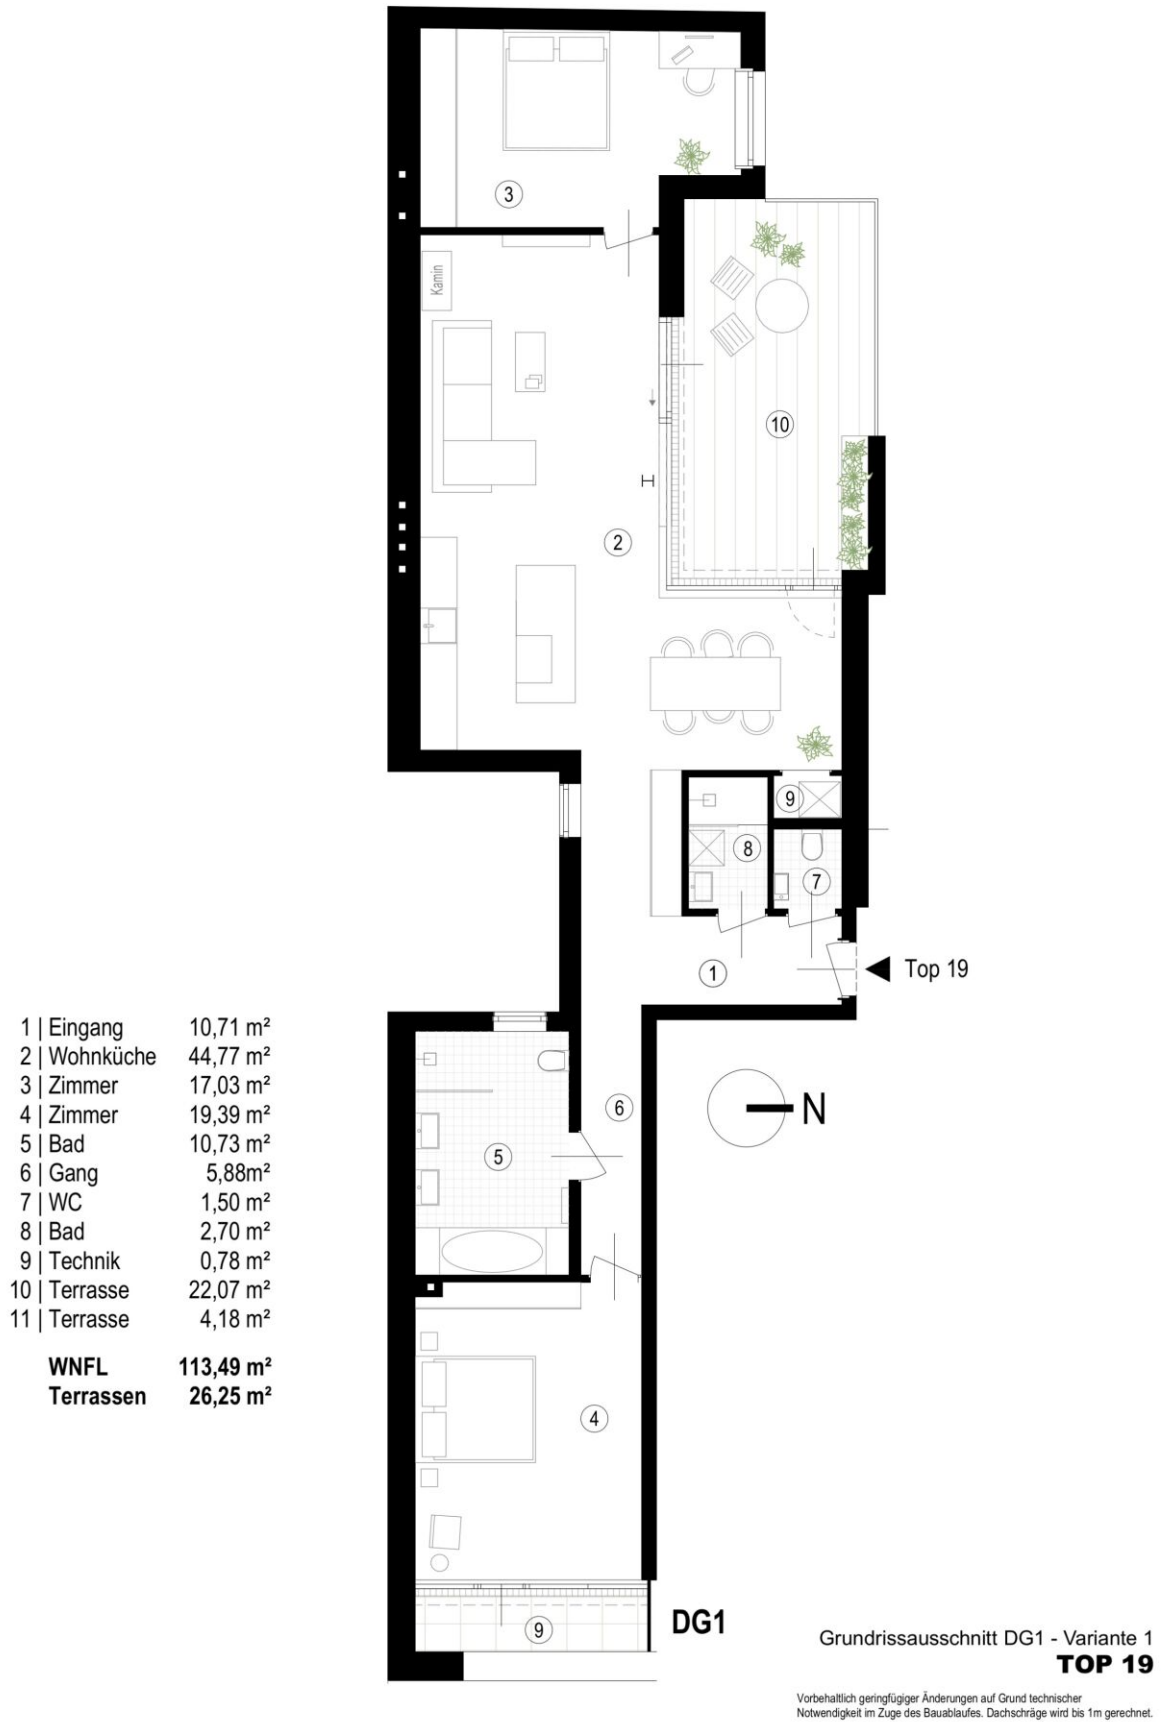 3
Kamin
10
2
9
8
7
1
Top 19
1 | Eingang 10,71 m²
2 | Wohnküche 44,77 m²
3 | Zimmer 17,03 m²
4 | Zimmer 19,39 m²
5 | Bad 10,73 m²
6 | Gang 5,88m²
7 | WC 1,50 m²
8 | Bad 2,70 m²
9 | Technik 0,78 m²
10 | Terrasse 22,07 m²
11 | Terrasse 4,18 m²
WNFL 113,49 m²
Terrassen 26,25 m²
6
N
5
4
9
DG1
Grundrissausschnitt DG1 - Variante 1
TOP 19
Vorbehaltlich geringfügiger Änderungen auf Grund technischer
Notwendigkeit im Zuge des Bauablaufes. Dachschräge wird bis 1m gerechnet.